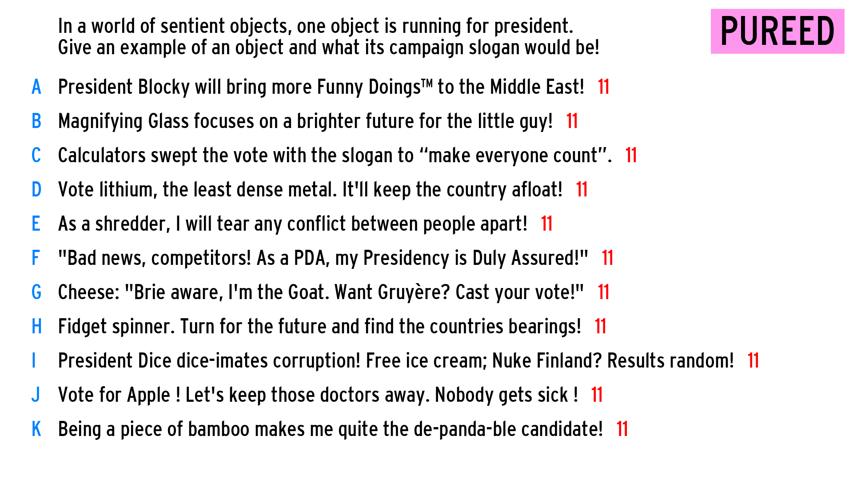 In a world of sentient objects, one object is running for president.
Give an example of an object and what its campaign slogan would be!
PUREED
A President Blocky will bring more Funny Doings™ to the Middle East! 11
B Magnifying Glass focuses on a brighter future for the little guy! 11
C Calculators swept the vote with the slogan to “make everyone count”. 11
D Vote lithium, the least dense metal. It'll keep the country afloat! 11
E As a shredder, I will tear any conflict between people apart! 11
F "Bad news, competitors! As a PDA, my Presidency is Duly Assured!" 11
G Cheese: "Brie aware, I'm the Goat. Want Gruyère? Cast your vote!" 11
H Fidget spinner. Turn for the future and find the countries bearings! 11
I President Dice dice-imates corruption! Free ice cream; Nuke Finland? Results random! 11
J Vote for Apple ! Let's keep those doctors away. Nobody gets sick ! 11
K Being a piece of bamboo makes me quite the de-panda-ble candidate! 11